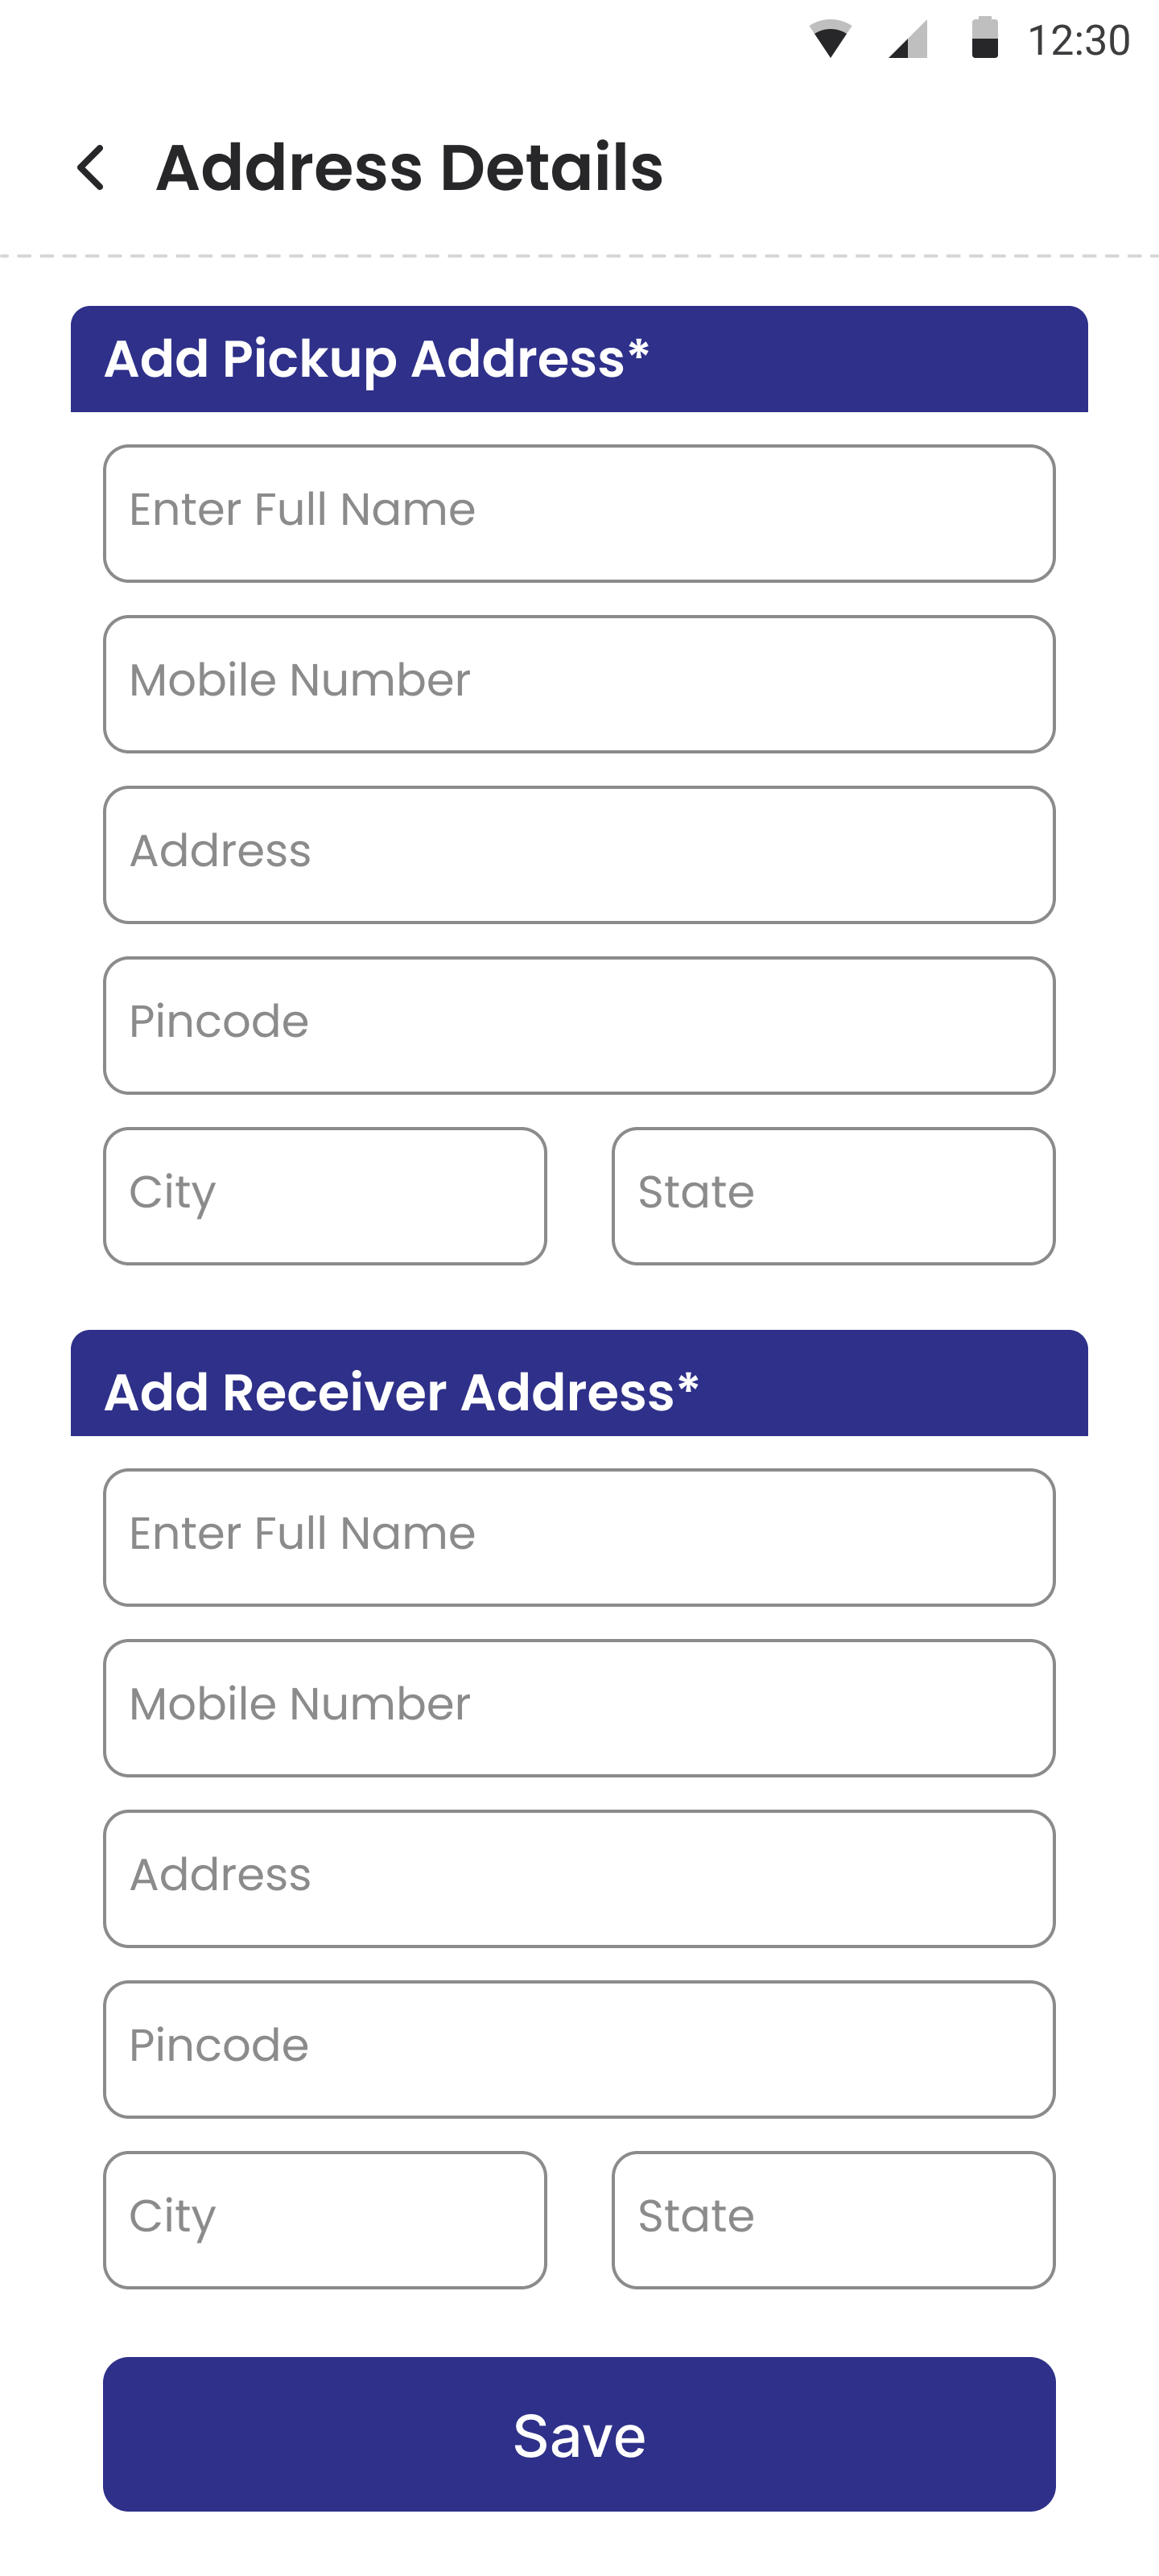 12:30
Address Details
Add Pickup Address*
Enter Full Name
Mobile Number
Address
Pincode
City State
Add Receiver Address*
Enter Full Name
Mobile Number
Address
Pincode
City State
Save